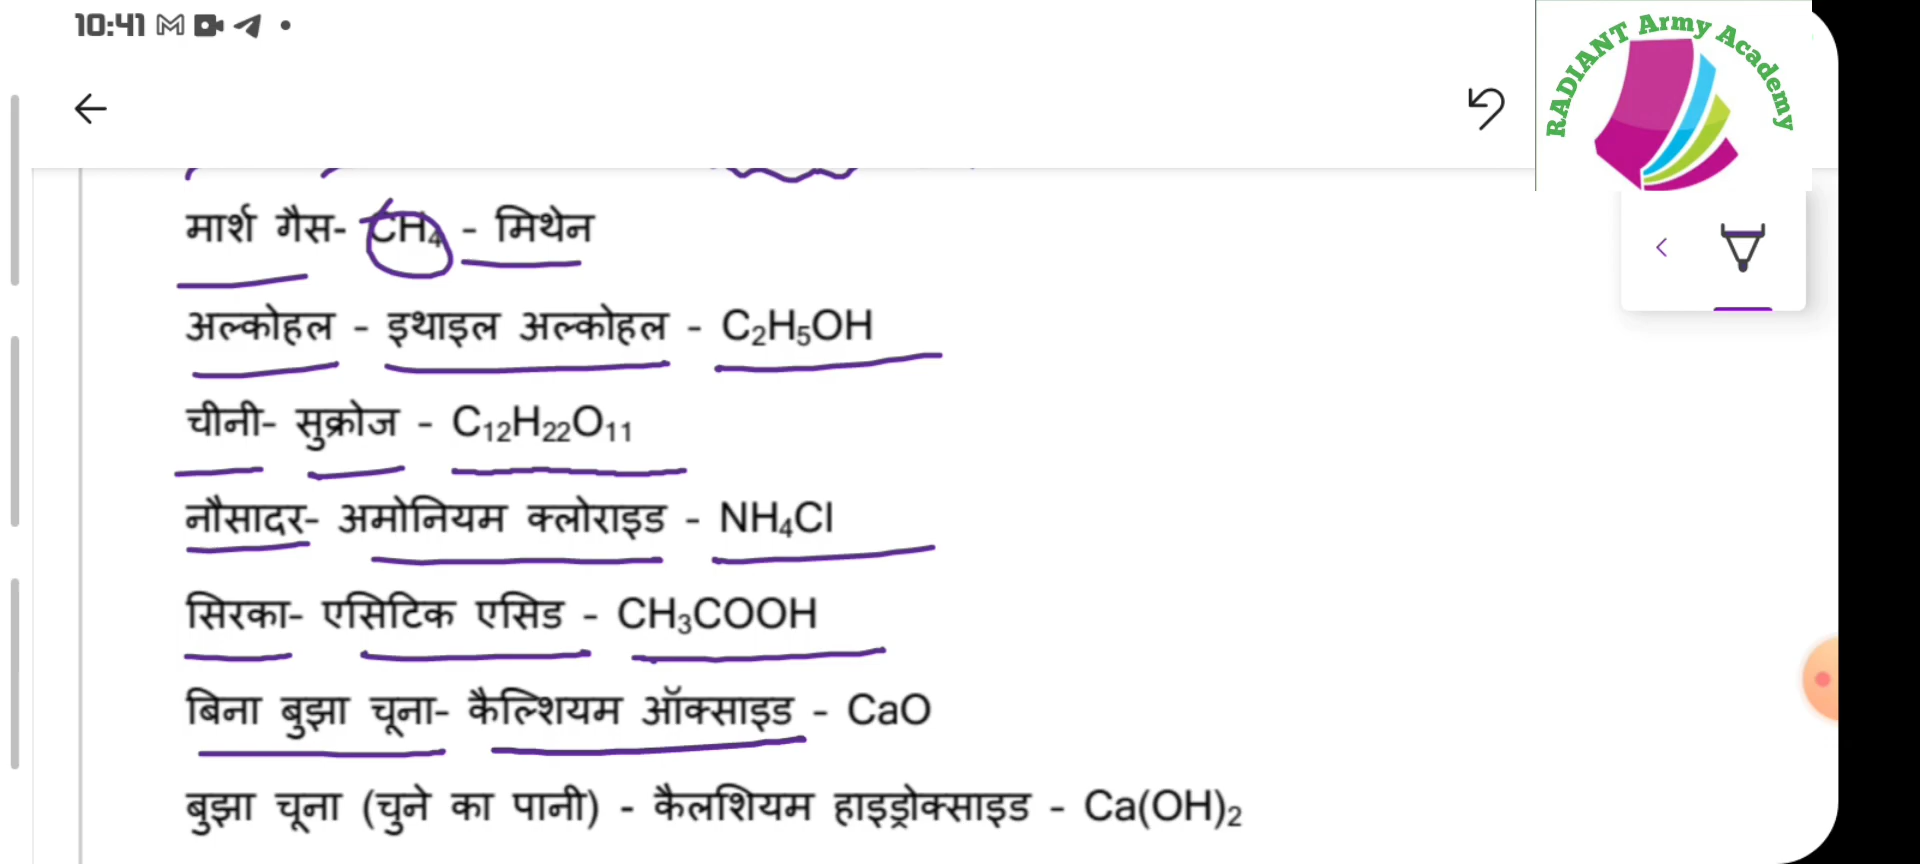 10:41
RADIANT Army Academy
मार्श गैस- CH₄ - मिथेन
अल्कोहल - इथाइल अल्कोहल - C₂H₅OH
चीनी- सुक्रोज - C₁₂H₂₂O₁₁
नौसादर- अमोनियम क्लोराइड - NH₄Cl
सिरका- एसिटिक एसिड - CH₃COOH
बिना बुझा चूना- कैल्शियम ऑक्साइड - CaO
बुझा चूना (चुने का पानी) - कैलशियम हाइड्रोक्साइड - Ca(OH)₂